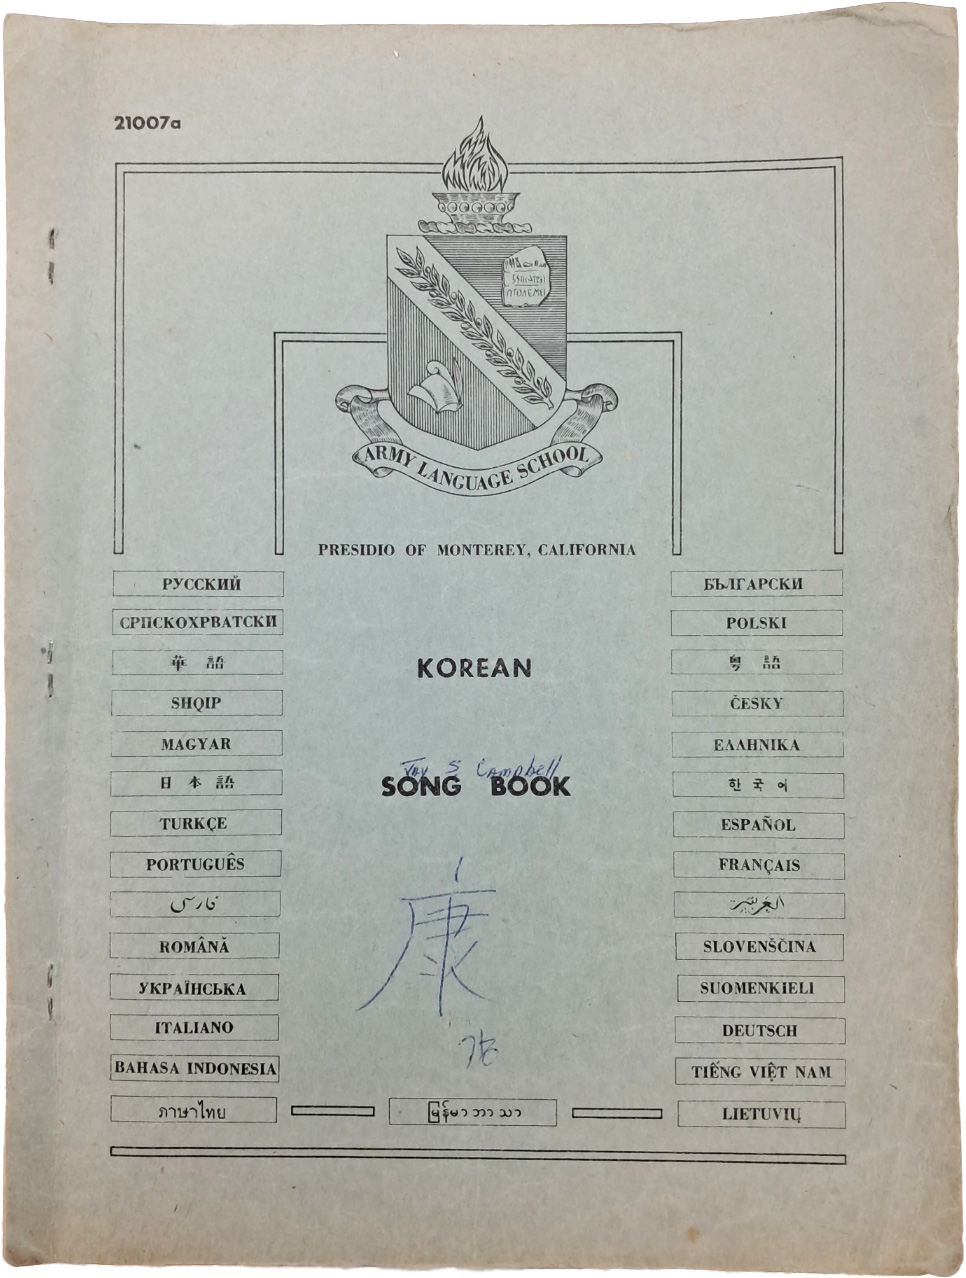 21007a
ARMY LANGUAGE SCHOOL
PRESIDIO OF MONTEREY, CALIFORNIA
РУССКИЙ
БЪЛГАРСКИ
СРПСКОХРВАТСКИ
POLSKI
華語
KOREAN
粵語
SHQIP
ČESKY
MAGYAR
ΕΛΛΗΝΙΚΑ
Jay S Campbell
日本語
SONG BOOK
한국어
TURKÇE
ESPAÑOL
PORTUGUÊS
FRANÇAIS
فارسی
العربية
康
ROMÂNĂ
SLOVENŠČINA
УКРАЇНСЬКА
SUOMENKIELI
ITALIANO
DEUTSCH
강
BAHASA INDONESIA
TIẾNG VIỆT NAM
ภาษาไทย
မြန်မာဘာသာ
LIETUVIŲ